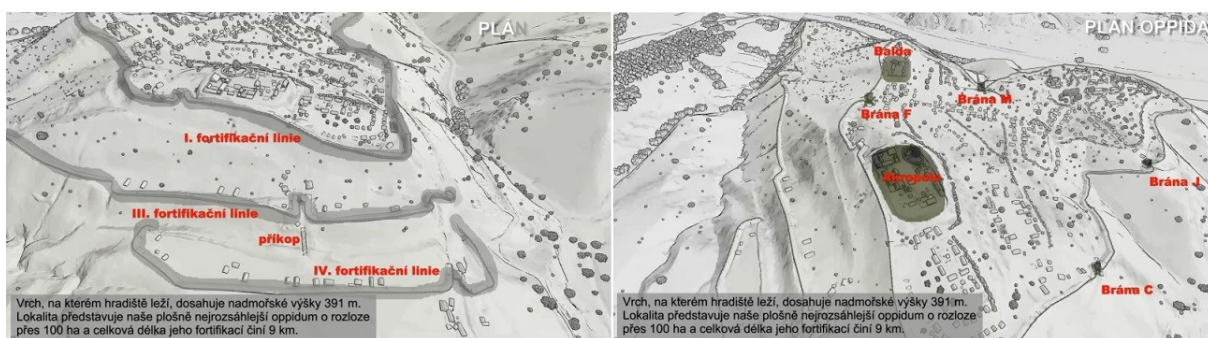 PLÁN
I. fortifikační linie
III. fortifikační linie
příkop
IV. fortifikační linie
Vrch, na kterém hradiště leží, dosahuje nadmořské výšky 391 m.
Lokalita představuje naše plošně nejrozsáhlejší oppidum o rozloze
přes 100 ha a celková délka jeho fortifikací činí 9 km.
PLÁN OPPIDA
Balda
Brána M
Brána F
Akropole
Brána J
Brána C
Vrch, na kterém hradiště leží, dosahuje nadmořské výšky 391 m.
Lokalita představuje naše plošně nejrozsáhlejší oppidum o rozloze
přes 100 ha a celková délka jeho fortifikací činí 9 km.